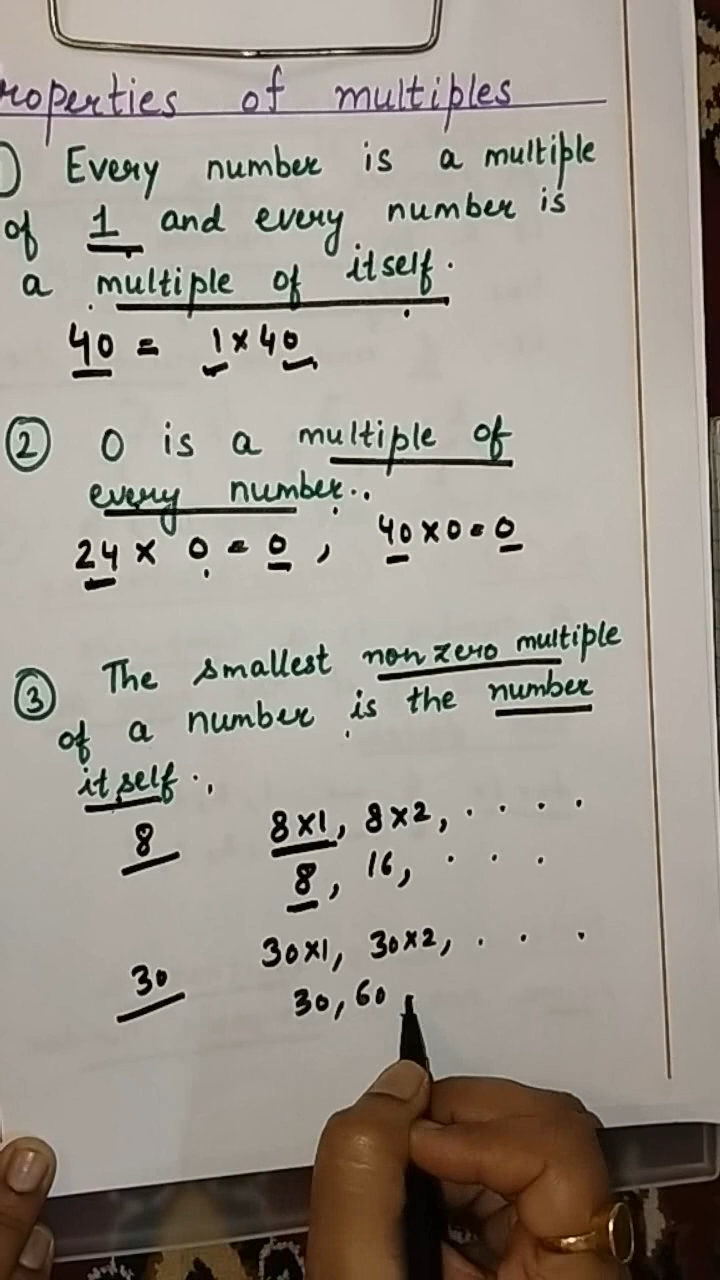 roperties of multiples
) Every number is a multiple
of 1 and every number is
a multiple of itself.
40 = 1 × 40
② 0 is a multiple of
every number..
24 × 0 = 0 , 40 × 0 = 0
③ The smallest non zero multiple
of a number is the number
itself.
8 8×1, 8×2, . . . .
8, 16, . . .
30 30×1, 30×2, . . .
30, 60